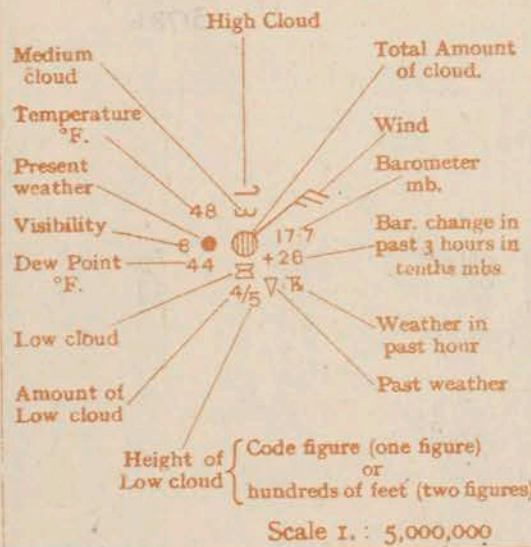 High Cloud
Medium
cloud
Total Amount
of cloud.
Temperature
°F.
Wind
Present
weather
Barometer
mb.
48
Visibility
6
17.7
Bar. change in
past 3 hours in
tenths mbs.
Dew Point
°F.
44
+26
4/5
Low cloud
Weather in
past hour
Amount of
Low cloud
Past weather
Height of
Low cloud
Code figure (one figure)
or
hundreds of feet (two figures)
Scale 1. : 5,000,000